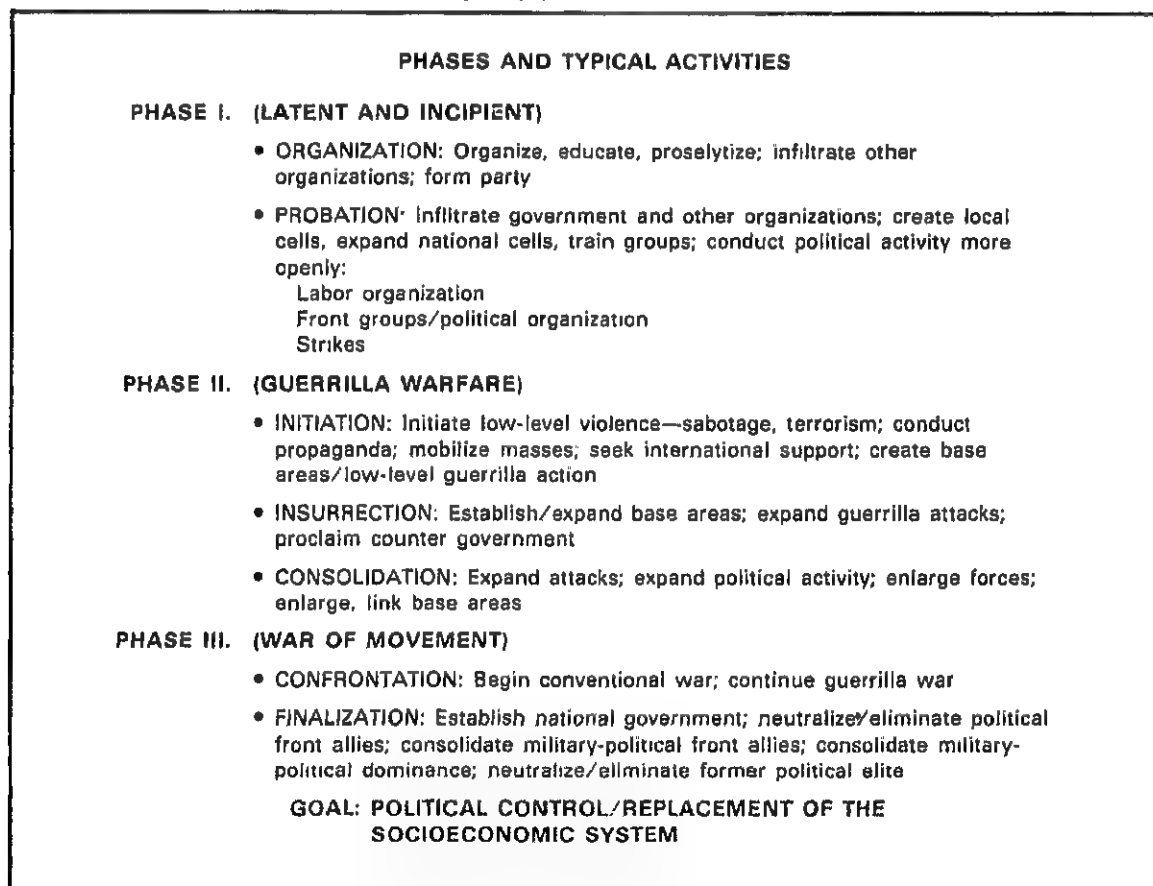 PHASES AND TYPICAL ACTIVITIES
PHASE I. (LATENT AND INCIPIENT)
• ORGANIZATION: Organize, educate, proselytize; infiltrate other
organizations; form party
• PROBATION: Infiltrate government and other organizations; create local
cells, expand national cells, train groups; conduct political activity more
openly:
Labor organization
Front groups/political organization
Strikes
PHASE II. (GUERRILLA WARFARE)
• INITIATION: Initiate low-level violence—sabotage, terrorism; conduct
propaganda; mobilize masses; seek international support; create base
areas/low-level guerrilla action
• INSURRECTION: Establish/expand base areas; expand guerrilla attacks;
proclaim counter government
• CONSOLIDATION: Expand attacks; expand political activity; enlarge forces;
enlarge, link base areas
PHASE III. (WAR OF MOVEMENT)
• CONFRONTATION: Begin conventional war; continue guerrilla war
• FINALIZATION: Establish national government; neutralize/eliminate political
front allies; consolidate military-political front allies; consolidate military-
political dominance; neutralize/eliminate former political elite
GOAL: POLITICAL CONTROL/REPLACEMENT OF THE
SOCIOECONOMIC SYSTEM